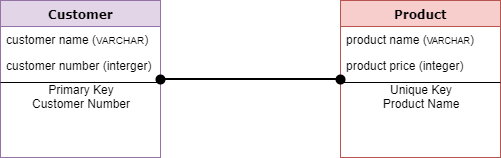 Customer
customer name (VARCHAR)
customer number (interger)
Primary Key
Customer Number
Product
product name (VARCHAR)
product price (integer)
Unique Key
Product Name